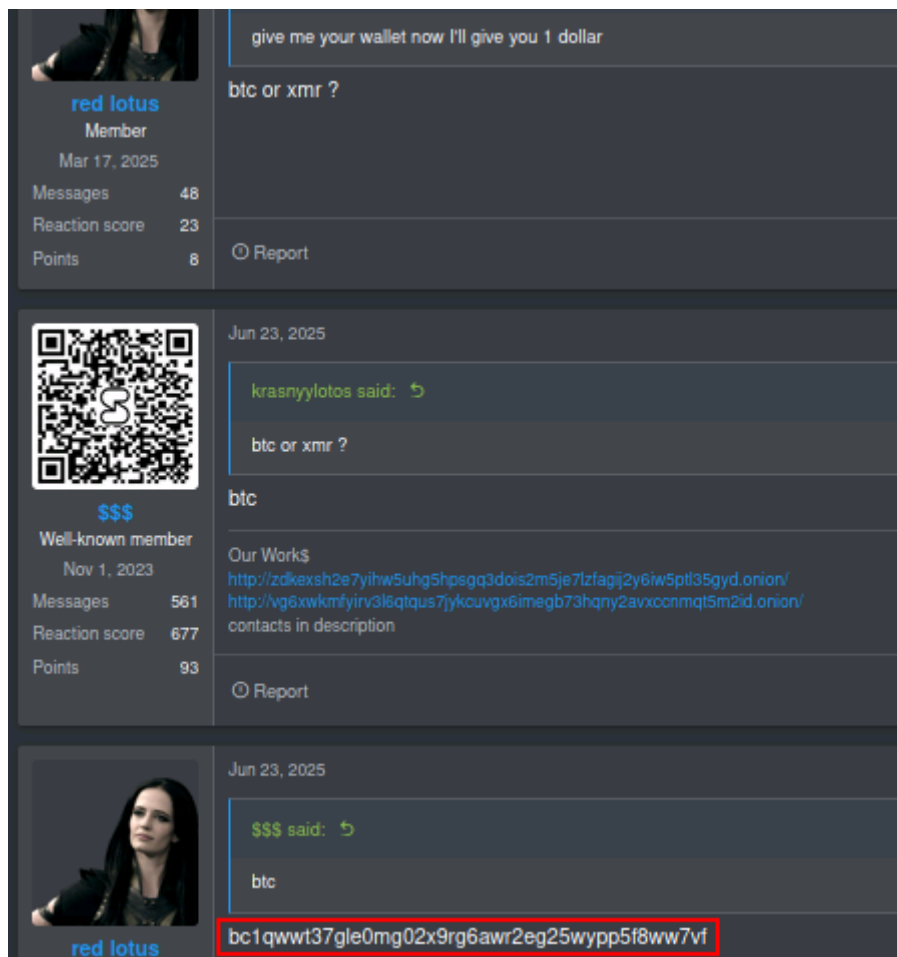 give me your wallet now I'll give you 1 dollar
btc or xmr ?
red lotus
Member
Mar 17, 2025
Messages 48
Reaction score 23
Points 8
Report
Jun 23, 2025
krasnyylotos said:
btc or xmr ?
btc
$$$
Well-known member
Nov 1, 2023
Messages 561
Reaction score 677
Points 93
Our Work$
http://zdkexsh2e7yihw5uhg5hpsgq3dois2m5je7lzfagij2y6iw5ptl35gyd.onion/
http://vg6xwkmfyirv3l6qtqus7jykcuvgx6imegb73hqny2avxccnmqt5m2id.onion/
contacts in description
Report
Jun 23, 2025
$$$ said:
btc
bc1qwwt37gle0mg02x9rg6awr2eg25wypp5f8ww7vf
red lotus